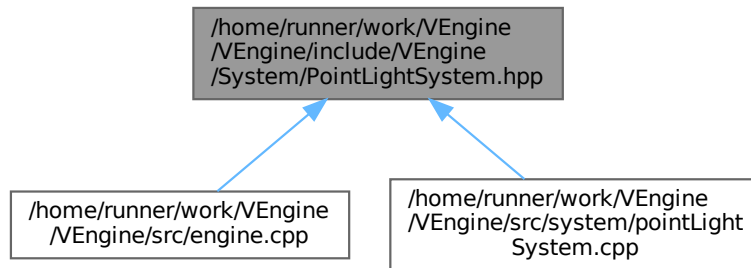 /home/runner/work/VEngine
/VEngine/include/VEngine
/System/PointLightSystem.hpp
/home/runner/work/VEngine
/VEngine/src/engine.cpp
/home/runner/work/VEngine
/VEngine/src/system/pointLight
System.cpp